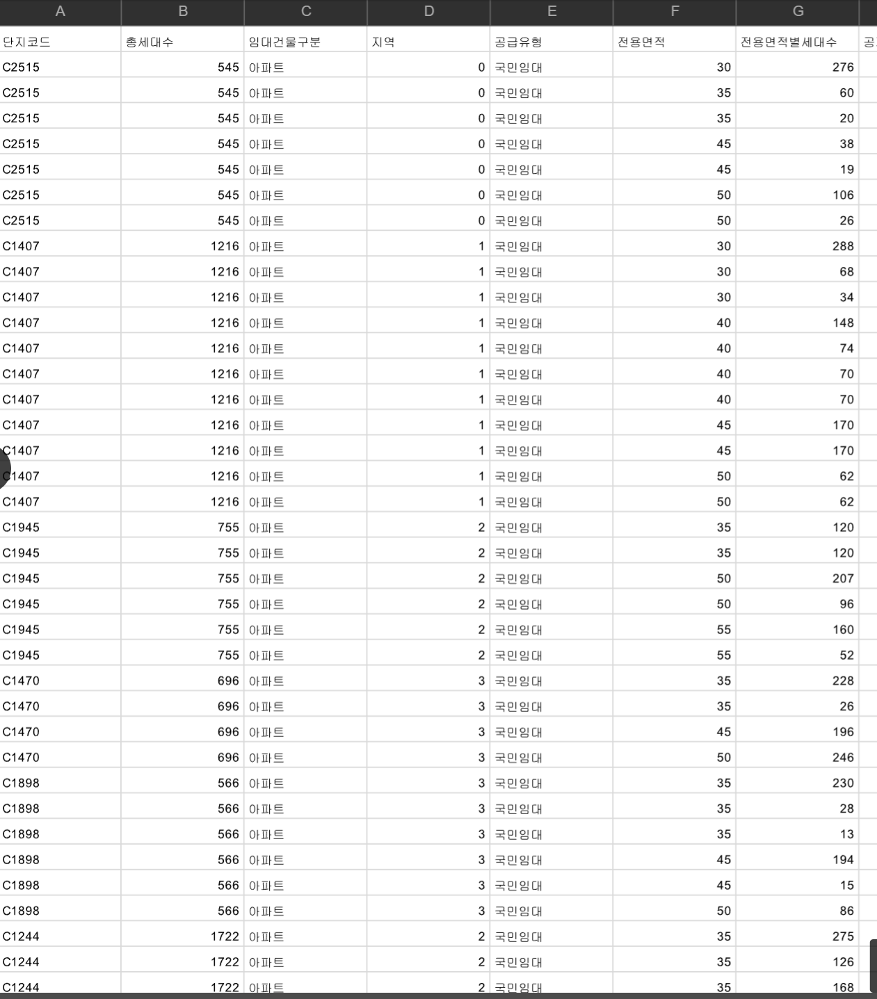 A B C D E F G
단지코드 총세대수 임대건물구분 지역 공급유형 전용면적 전용면적별세대수
C2515 545 아파트 0 국민임대 30 276
C2515 545 아파트 0 국민임대 35 60
C2515 545 아파트 0 국민임대 35 20
C2515 545 아파트 0 국민임대 45 38
C2515 545 아파트 0 국민임대 45 19
C2515 545 아파트 0 국민임대 50 106
C2515 545 아파트 0 국민임대 50 26
C1407 1216 아파트 1 국민임대 30 288
C1407 1216 아파트 1 국민임대 30 68
C1407 1216 아파트 1 국민임대 30 34
C1407 1216 아파트 1 국민임대 40 148
C1407 1216 아파트 1 국민임대 40 74
C1407 1216 아파트 1 국민임대 40 70
C1407 1216 아파트 1 국민임대 40 70
C1407 1216 아파트 1 국민임대 45 170
C1407 1216 아파트 1 국민임대 45 170
C1407 1216 아파트 1 국민임대 50 62
C1407 1216 아파트 1 국민임대 50 62
C1945 755 아파트 2 국민임대 35 120
C1945 755 아파트 2 국민임대 35 120
C1945 755 아파트 2 국민임대 50 207
C1945 755 아파트 2 국민임대 50 96
C1945 755 아파트 2 국민임대 55 160
C1945 755 아파트 2 국민임대 55 52
C1470 696 아파트 3 국민임대 35 228
C1470 696 아파트 3 국민임대 35 26
C1470 696 아파트 3 국민임대 45 196
C1470 696 아파트 3 국민임대 50 246
C1898 566 아파트 3 국민임대 35 230
C1898 566 아파트 3 국민임대 35 28
C1898 566 아파트 3 국민임대 35 13
C1898 566 아파트 3 국민임대 45 194
C1898 566 아파트 3 국민임대 45 15
C1898 566 아파트 3 국민임대 50 86
C1244 1722 아파트 2 국민임대 35 275
C1244 1722 아파트 2 국민임대 35 126
C1244 1722 아파트 2 국민임대 35 168